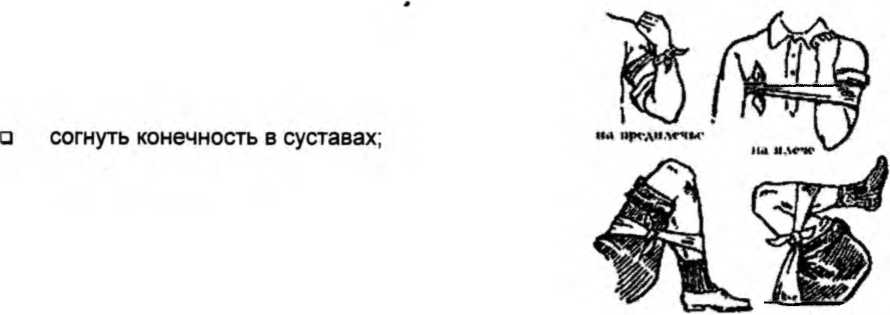 согнуть конечность в суставах;
на предплечье
на плече